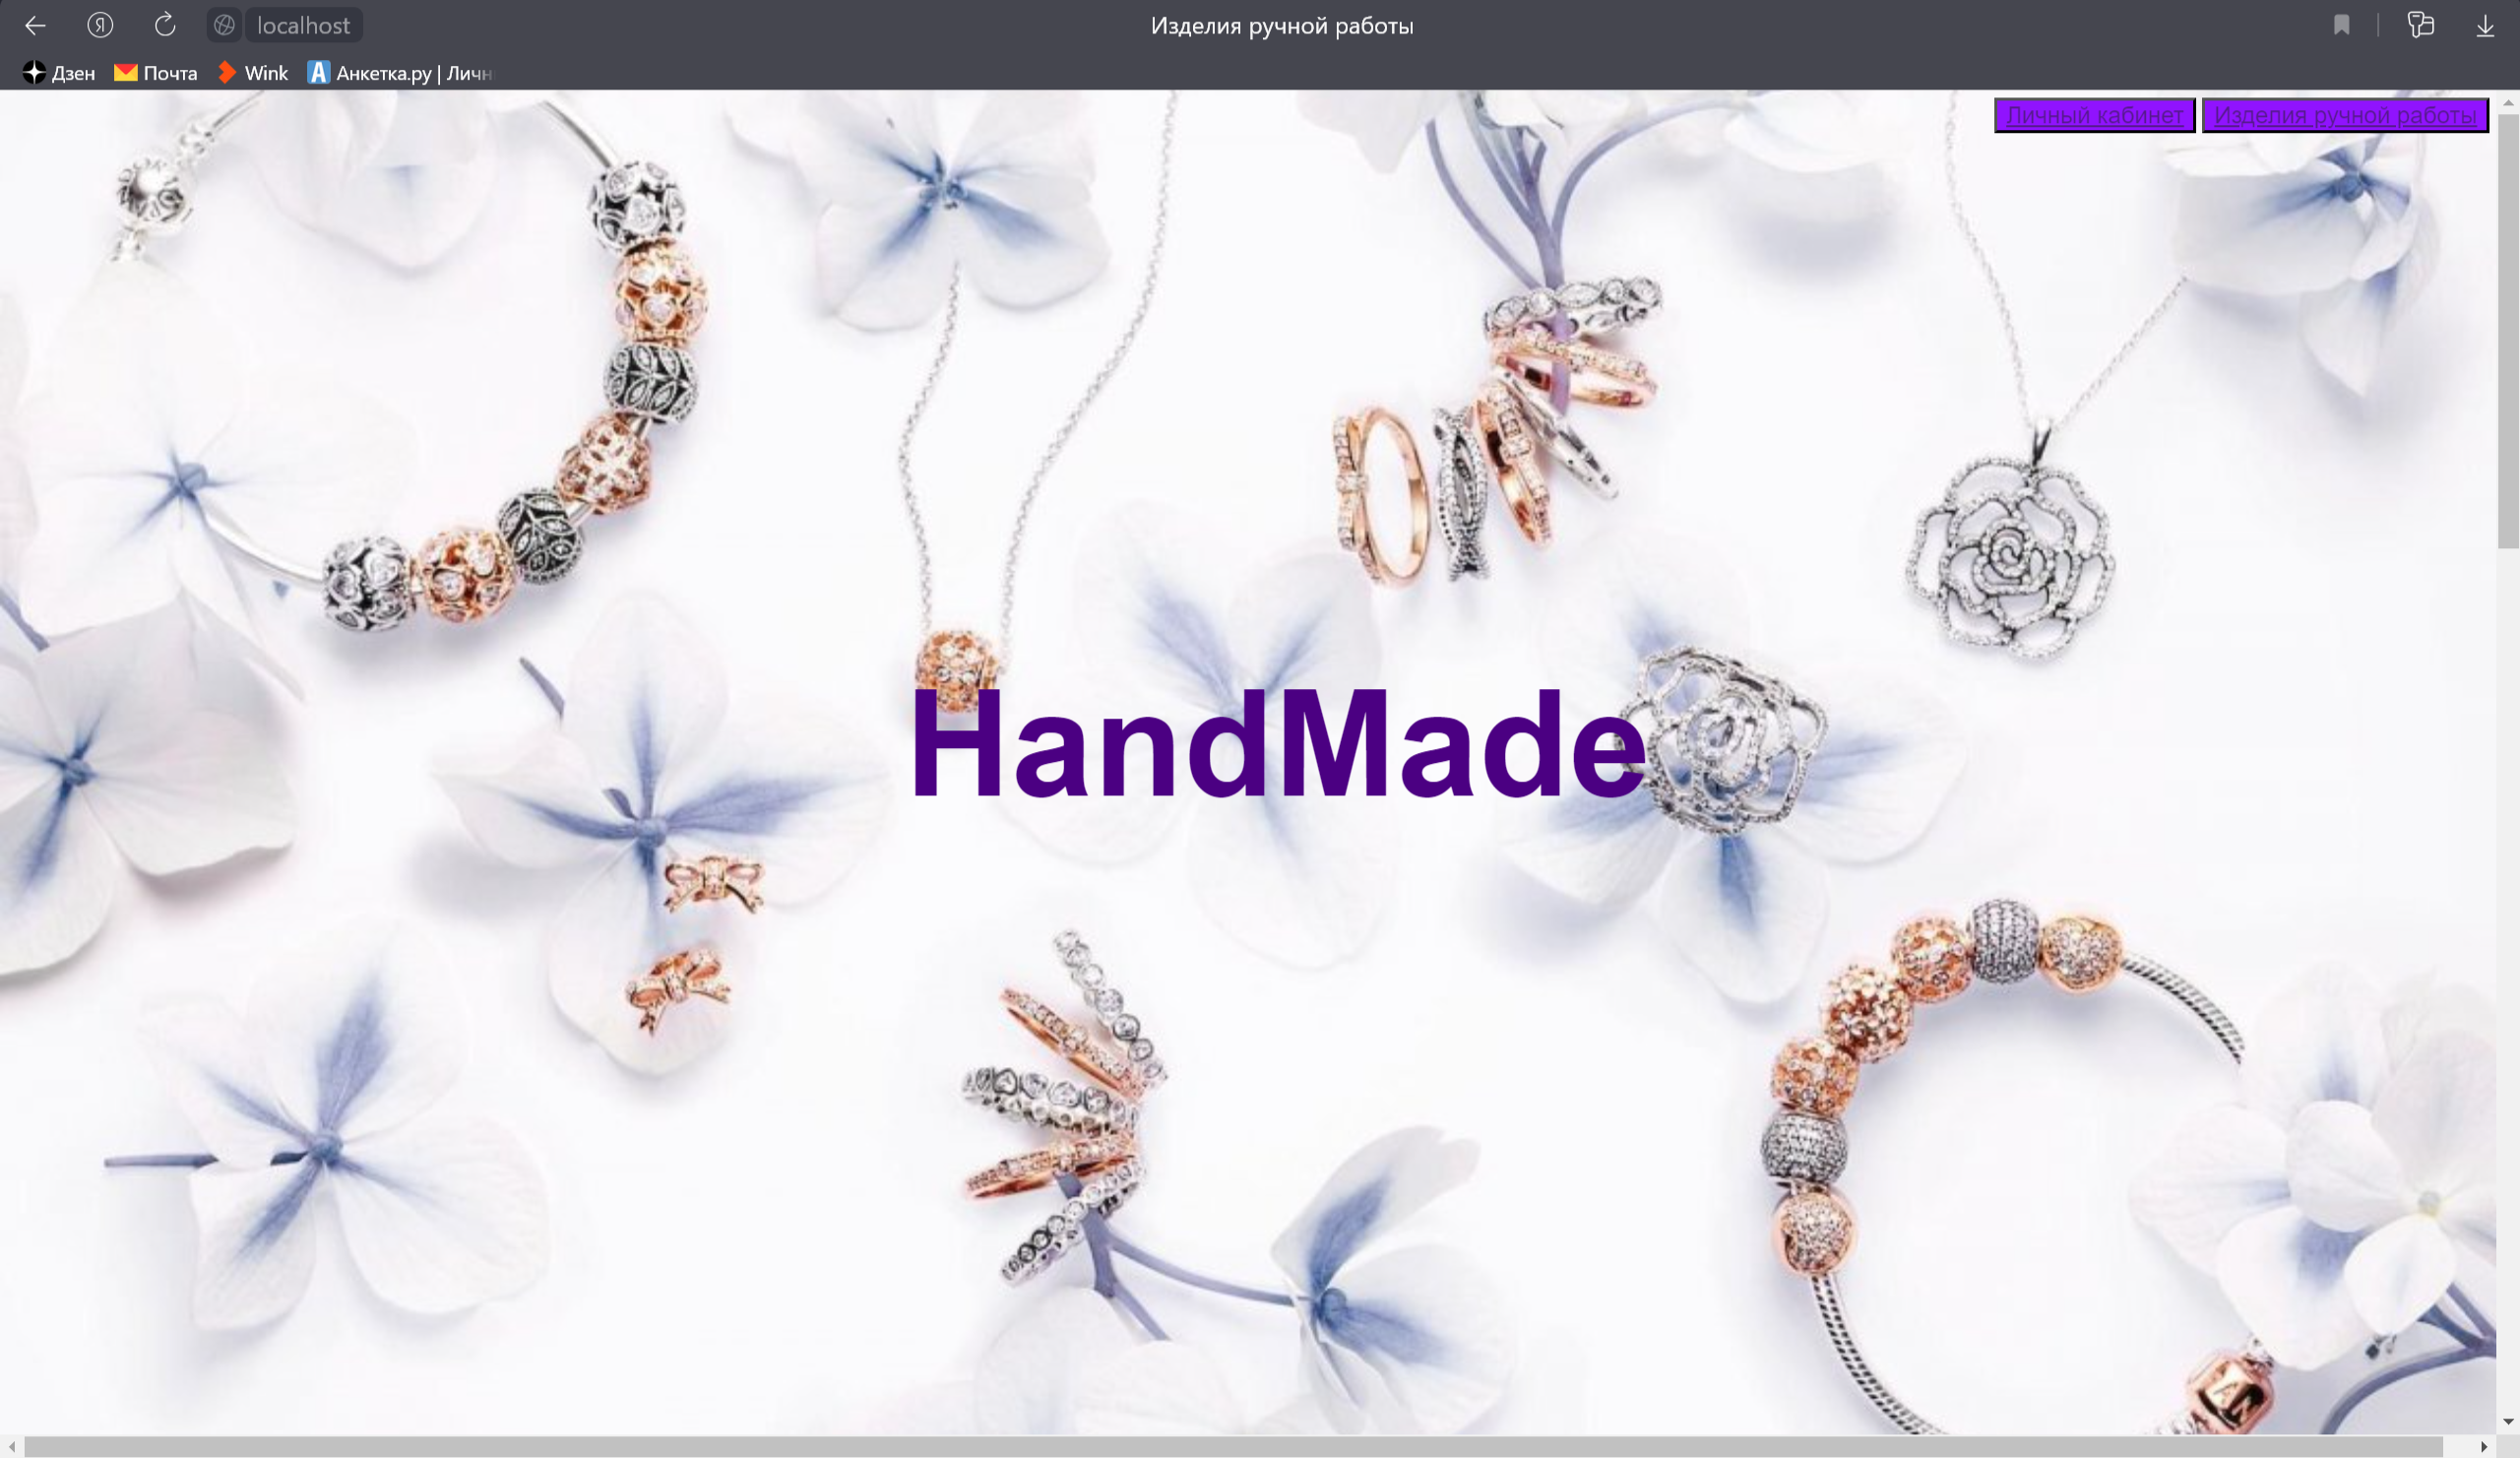 localhost
Изделия ручной работы
Дзен Почта Wink Анкетка.ру | Личн
Личный кабинет Изделия ручной работы
HandMade